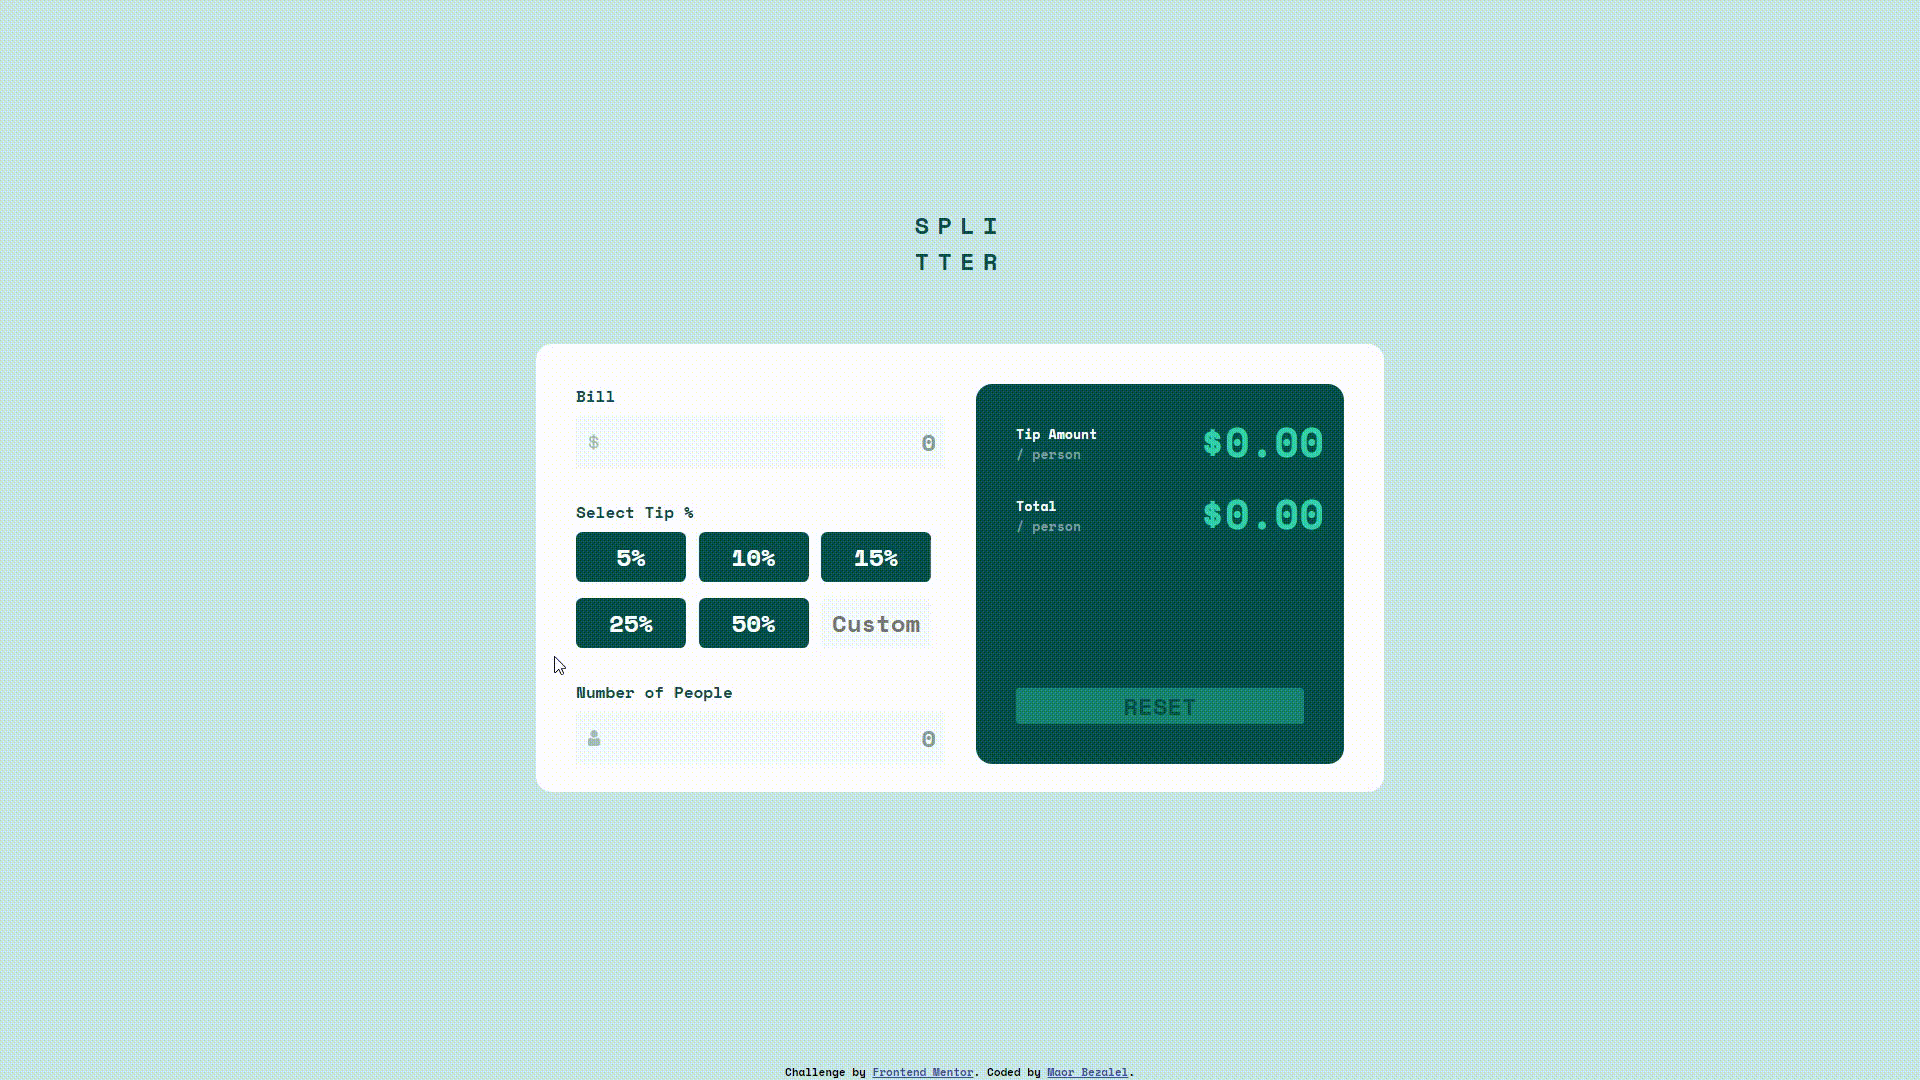 SPLI
TTER
Bill
$ 0
Select Tip %
5% 10% 15%
25% 50% Custom
Number of People
0
Tip Amount
/ person
$0.00
Total
/ person
$0.00
RESET
Challenge by Frontend Mentor. Coded by Maor Bezalel.